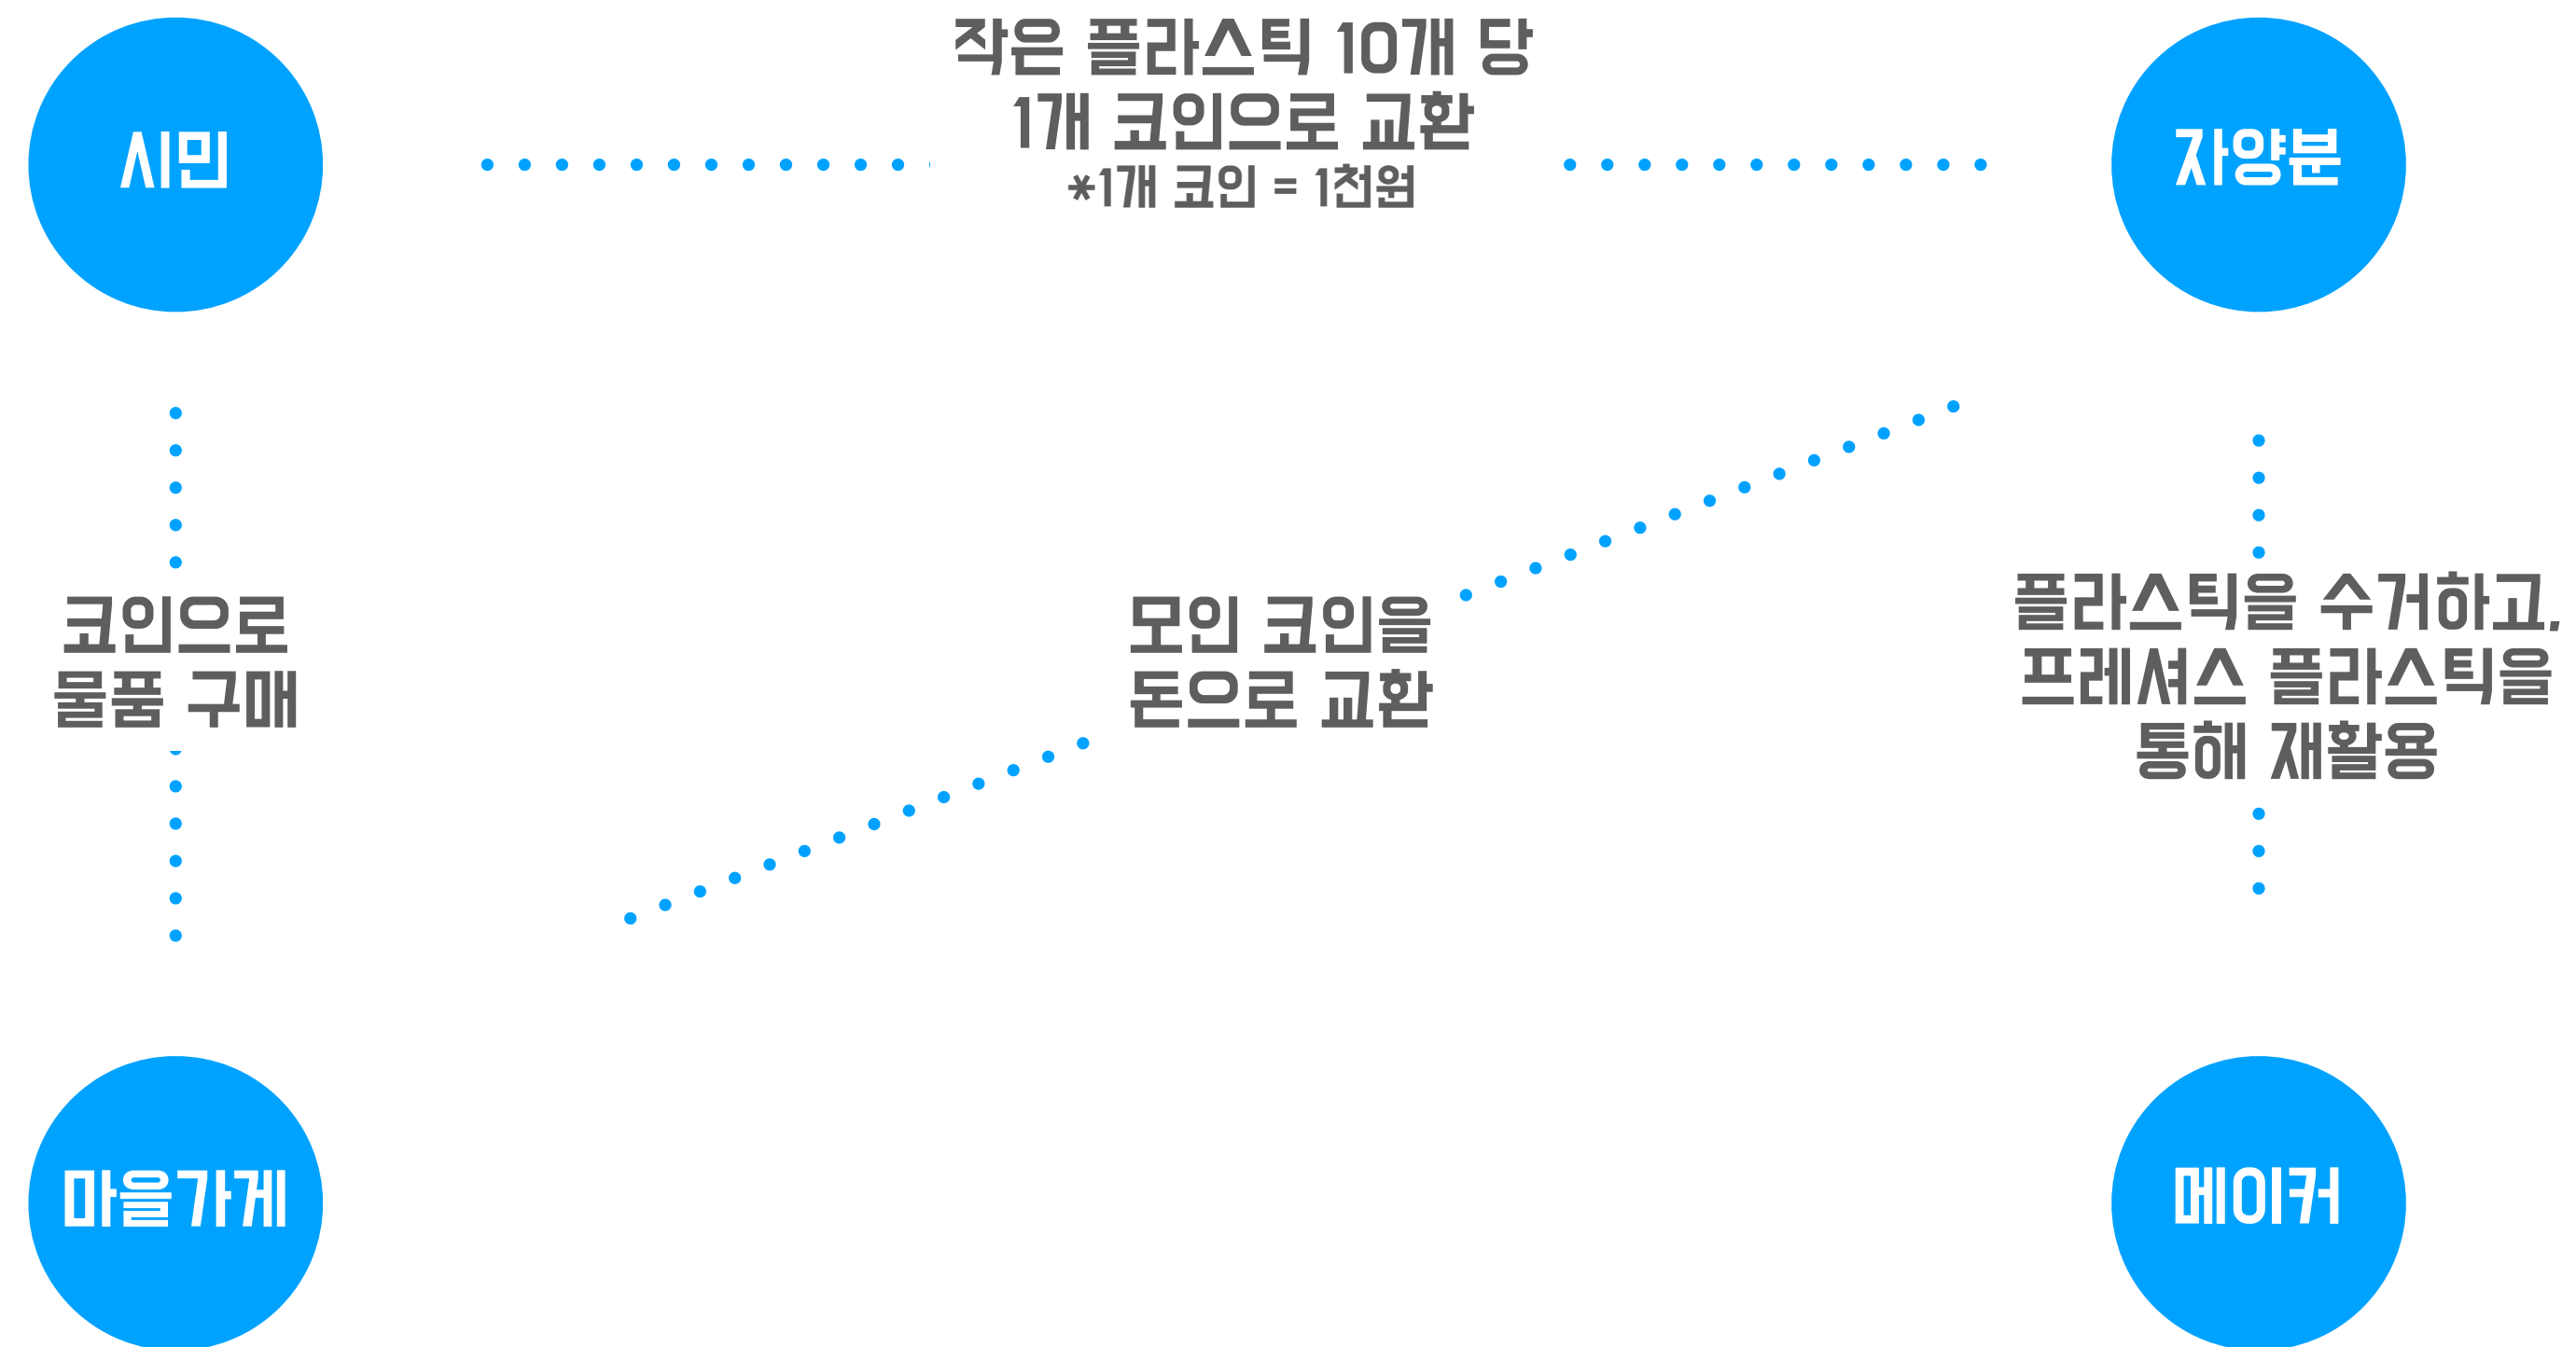 시민
작은 플라스틱 10개 당
1개 코인으로 교환
*1개 코인 = 1천원
자양분
코인으로
물품 구매
모인 코인을
돈으로 교환
플라스틱을 수거하고,
프레셔스 플라스틱을
통해 재활용
마을가게
메이커